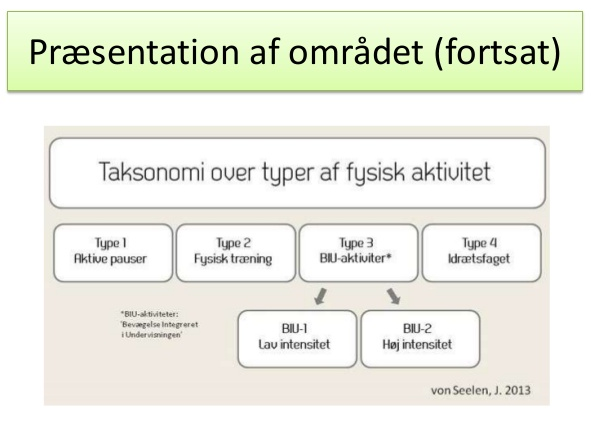 Præsentation af området (fortsat)
Taksonomi over typer af fysisk aktivitet
Type 1
Aktive pauser
Type 2
Fysisk træning
Type 3
BIU-aktiviter*
Type 4
Idrætsfaget
*BIU-aktiviteter:
'Bevægelse Integreret
i Undervisningen'
BIU-1
Lav intensitet
BIU-2
Høj intensitet
von Seelen, J. 2013